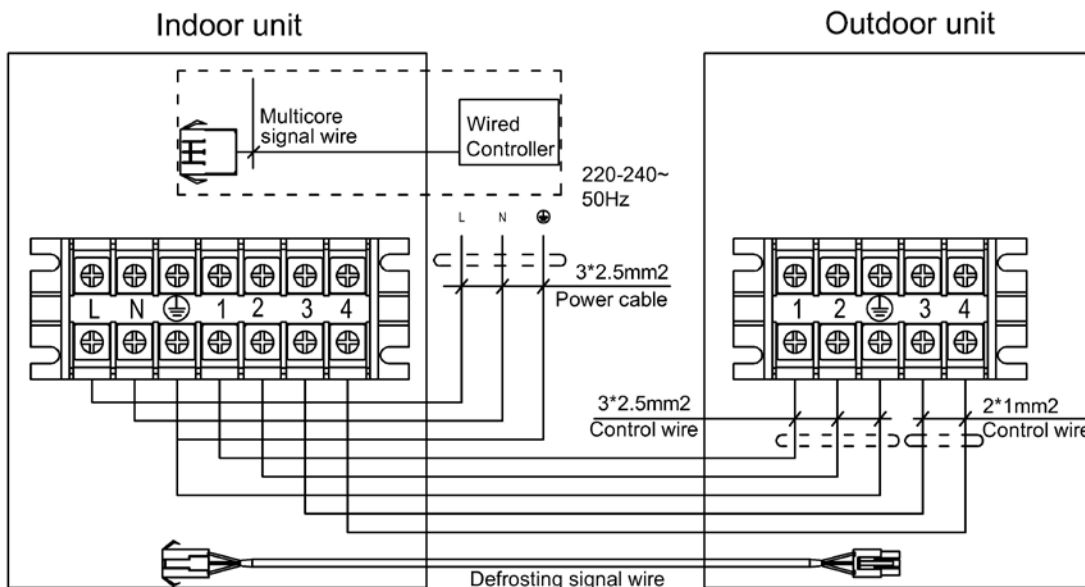 Indoor unit
Outdoor unit
Multicore
signal wire
Wired
Controller
220-240~
50Hz
L N
3*2.5mm2
Power cable
L N 1 2 3 4
1 2 3 4
3*2.5mm2
Control wire
2*1mm2
Control wire
Defrosting signal wire